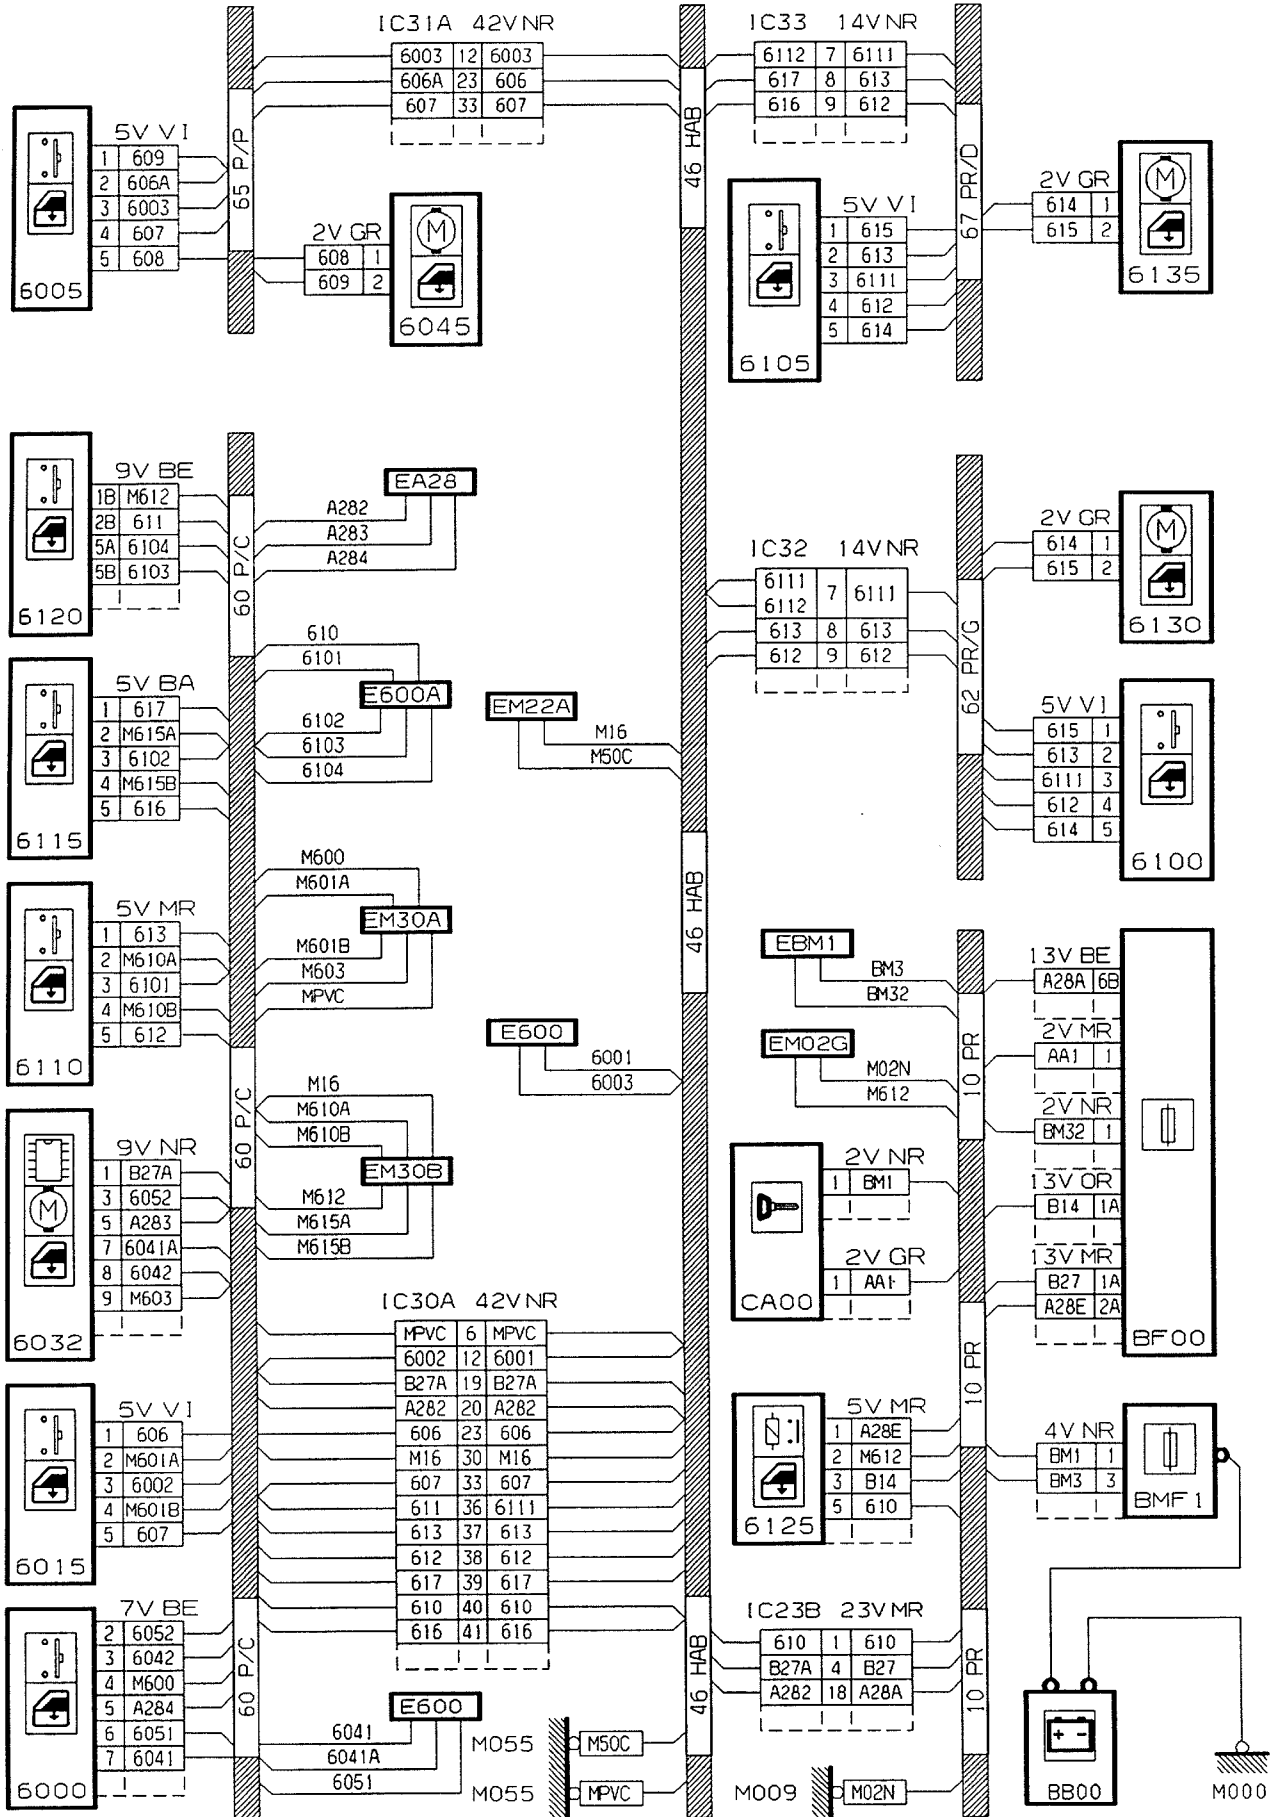 IC31A 42V NR
6003 12 6003
606A 23 606
607 33 607
IC33 14V NR
6112 7 6111
617 8 613
616 9 612
65 P/P
46 HAB
67 PR/D
5V VI
1 609
2 606A
3 6003
4 607
5 608
6005
2V GR
608 1
609 2
M
6045
5V VI
1 615
2 613
3 6111
4 612
5 614
6105
2V GR
614 1
615 2
M
6135
9V BE
1B M612
2B 611
5A 6104
5B 6103
6120
60 P/C
EA28
A282
A283
A284
IC32 14V NR
6111
6112 7 6111
613 8 613
612 9 612
62 PR/G
2V GR
614 1
615 2
M
6130
5V BA
1 617
2 M615A
3 6102
4 M615B
5 616
6115
610
6101
E600A
6102
6103
6104
EM22A
M16
M50C
5V VI
615 1
613 2
6111 3
612 4
614 5
6100
5V MR
1 613
2 M610A
3 6101
4 M610B
5 612
6110
M600
M601A
EM30A
M601B
M603
MPVC
46 HAB
E600
6001
6003
EBM1
BM3
BM32
EM02G
M02N
M612
10 PR
13V BE
A28A 6B
2V MR
AA1 1
2V NR
BM32 1
13V OR
B14 1A
13V MR
B27 1A
A28E 2A
BF00
9V NR
1 B27A
3 6052
5 A283
7 6041A
8 6042
9 M603
M
6032
60 P/C
M16
M610A
M610B
EM30B
M612
M615A
M615B
2V NR
1 BM1
2V GR
1 AA1
CA00
IC30A 42V NR
MPVC 6 MPVC
6002 12 6001
B27A 19 B27A
A282 20 A282
606 23 606
M16 30 M16
607 33 607
611 36 6111
613 37 613
612 38 612
617 39 617
610 40 610
616 41 616
10 PR
5V VI
1 606
2 M601A
3 6002
4 M601B
5 607
6015
5V MR
1 A28E
2 M612
3 B14
5 610
6125
4V NR
BM1 1
BM3 3
BMF1
7V BE
2 6052
3 6042
4 M600
5 A284
6 6051
7 6041
6000
60 P/C
E600
6041
6041A
6051
46 HAB
M055 M50C
M055 MPVC
IC23B 23V MR
610 1 610
B27A 4 B27
A282 18 A28A
10 PR
M009 M02N
+ -
BB00
M000